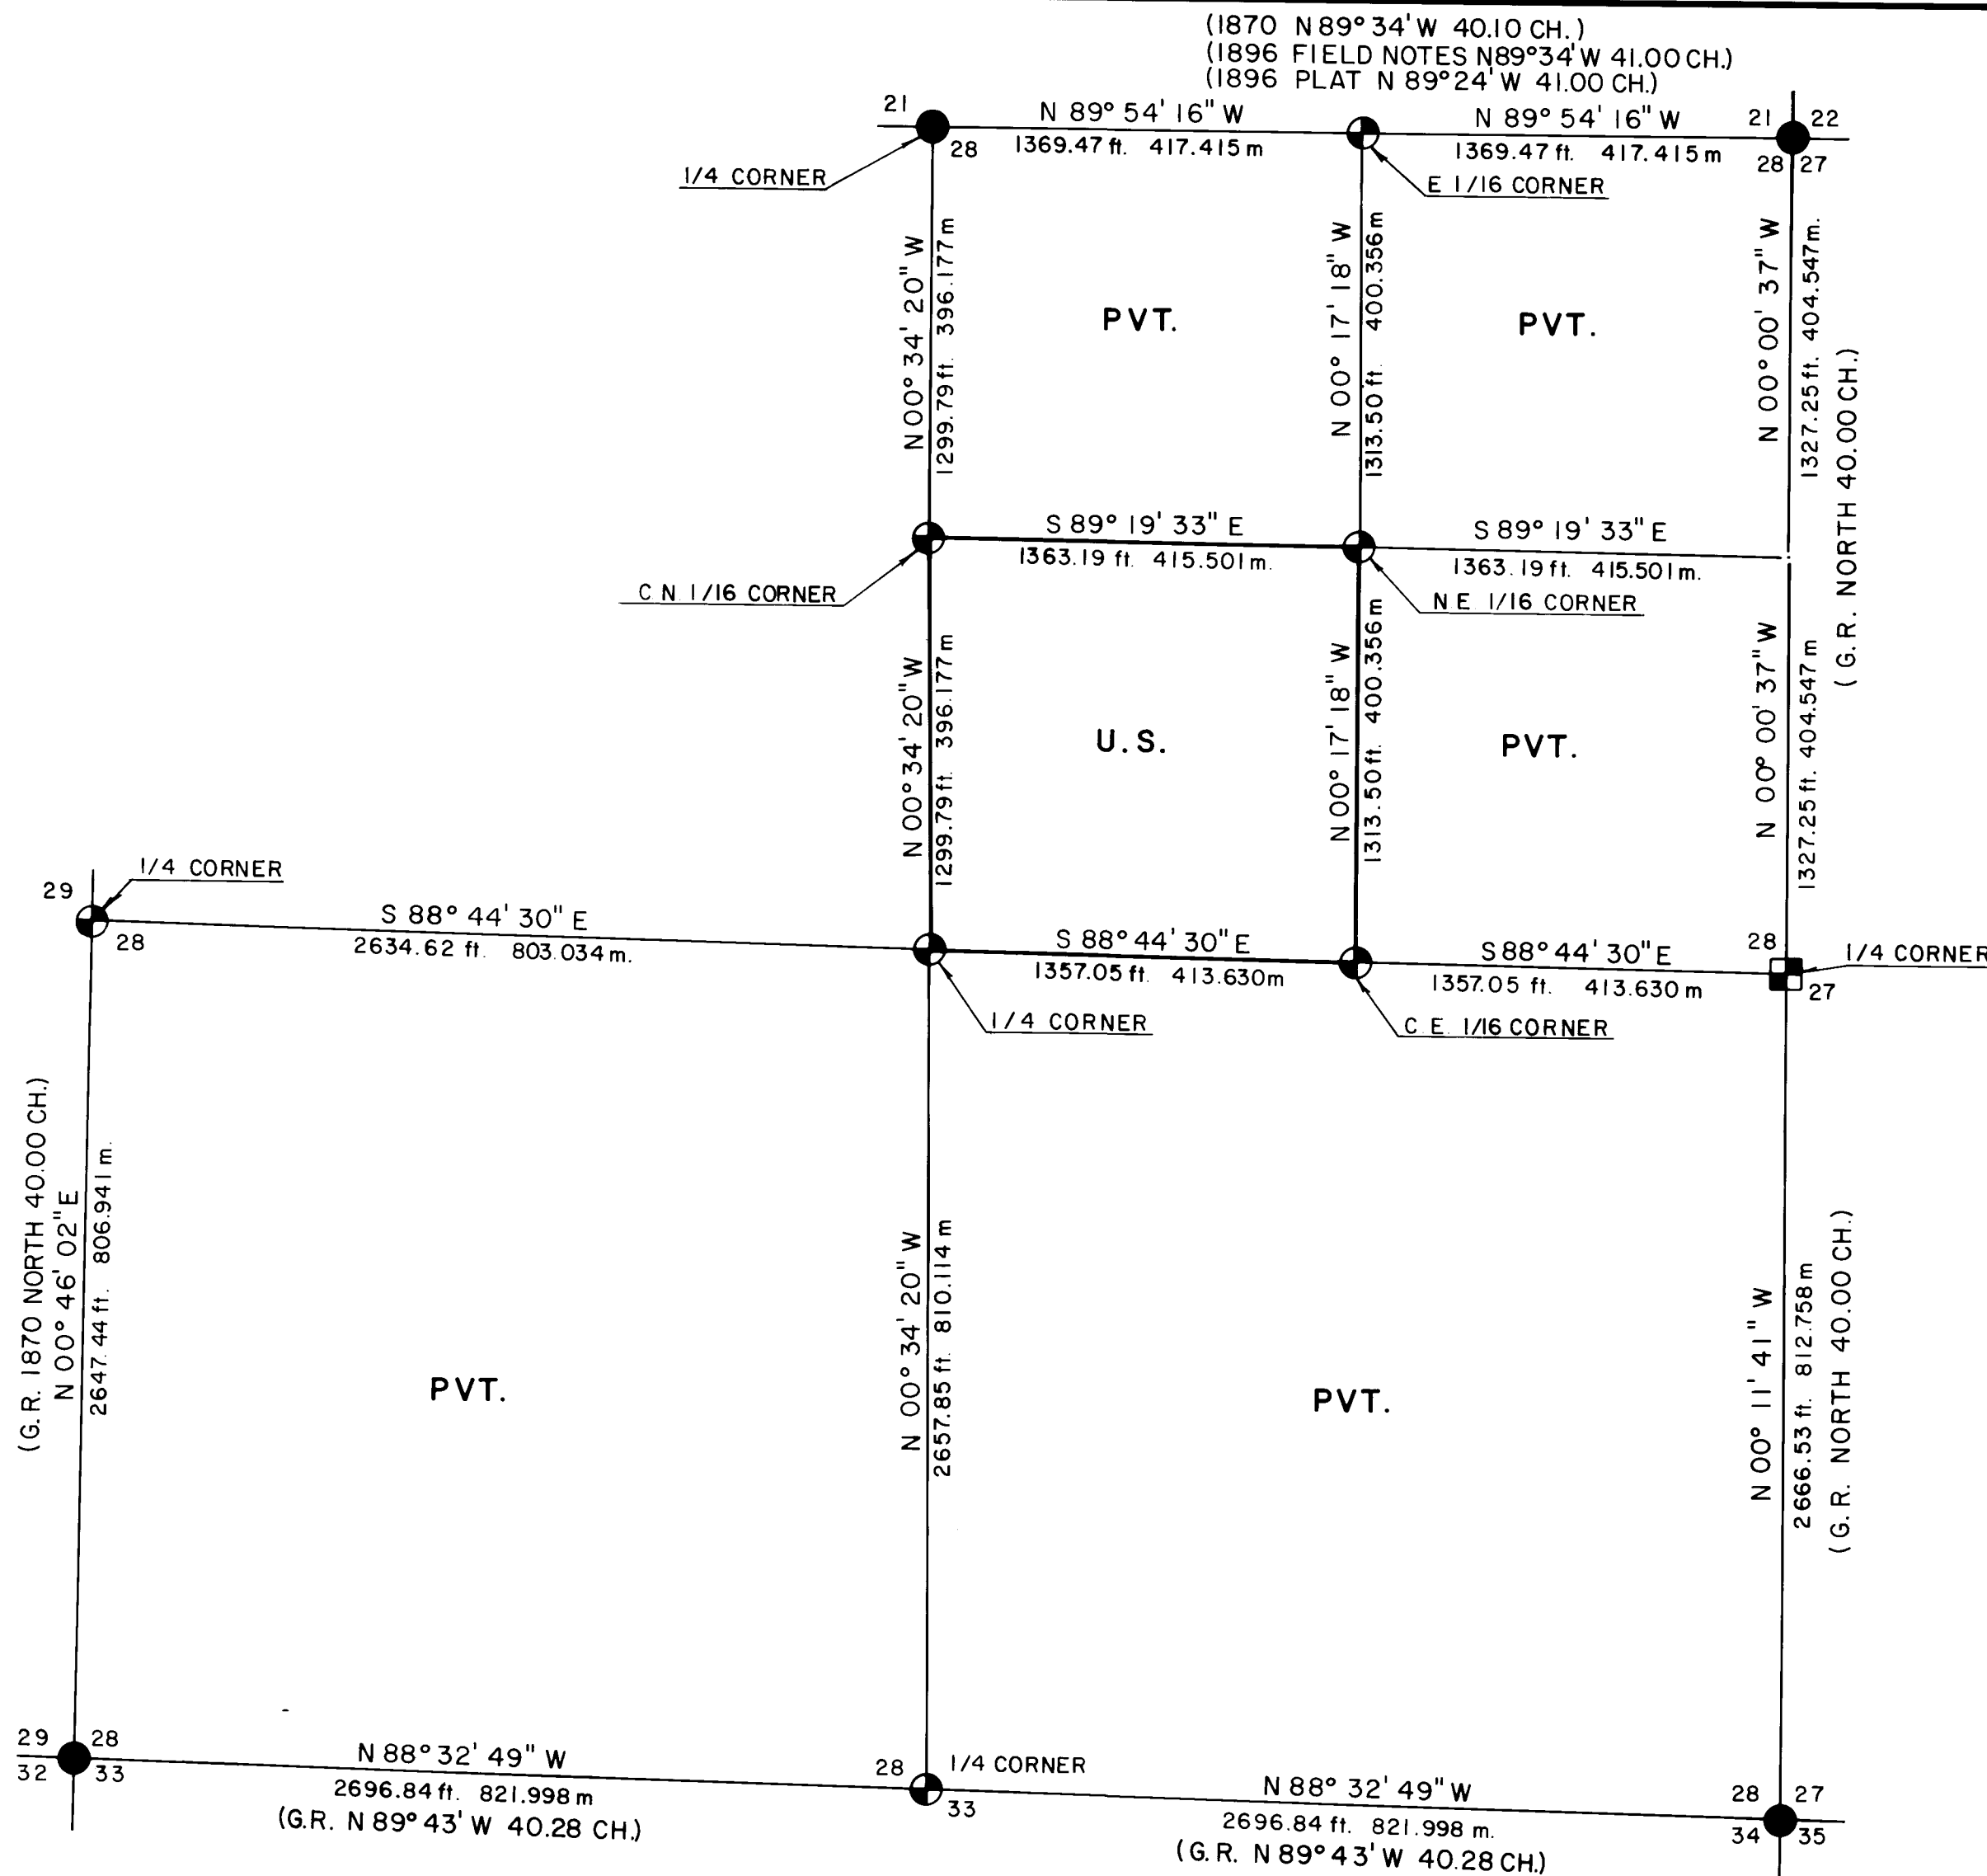 (1870 N 89° 34' W 40.10 CH.)
(1896 FIELD NOTES N89°34' W 41.00 CH.)
(1896 PLAT N 89° 24' W 41.00 CH.)
21
N 89° 54' 16" W
N 89° 54' 16" W
21 22
28
1369.47 ft. 417.415 m
1369.47 ft. 417.415 m
28 27
1/4 CORNER
E 1/16 CORNER
N 00° 34' 20" W
1299.79 ft. 396.177 m
N 00° 17' 18" W
1313.50 ft. 400.356 m
N 00° 00' 37" W
1327.25 ft. 404.547 m.
(G.R. NORTH 40.00 CH.)
PVT.
PVT.
S 89° 19' 33" E
S 89° 19' 33" E
1363.19 ft. 415.501 m.
1363.19 ft. 415.501 m.
C N. 1/16 CORNER
N.E. 1/16 CORNER
N 00° 34' 20" W
1299.79 ft. 396.177 m
N 00° 17' 18" W
1313.50 ft. 400.356 m
N 00° 00' 37" W
1327.25 ft. 404.547 m
U.S.
PVT.
1/4 CORNER
29
28
S 88° 44' 30" E
2634.62 ft. 803.034 m.
S 88° 44' 30" E
1357.05 ft. 413.630 m
S 88° 44' 30" E
1357.05 ft. 413.630 m
28
1/4 CORNER
27
1/4 CORNER
C.E. 1/16 CORNER
(G.R. 1870 NORTH 40.00 CH.)
N 00° 46' 02" E
2647.44 ft. 806.941 m.
N 00° 34' 20" W
2657.85 ft. 810.114 m
N 00° 11' 41" W
2666.53 ft. 812.758 m
(G.R. NORTH 40.00 CH.)
PVT.
PVT.
29 28
32 33
N 88° 32' 49" W
2696.84 ft. 821.998 m
(G.R. N 89° 43' W 40.28 CH.)
28 1/4 CORNER
33
N 88° 32' 49" W
2696.84 ft. 821.998 m.
(G.R. N 89° 43' W 40.28 CH.)
28 27
34 35